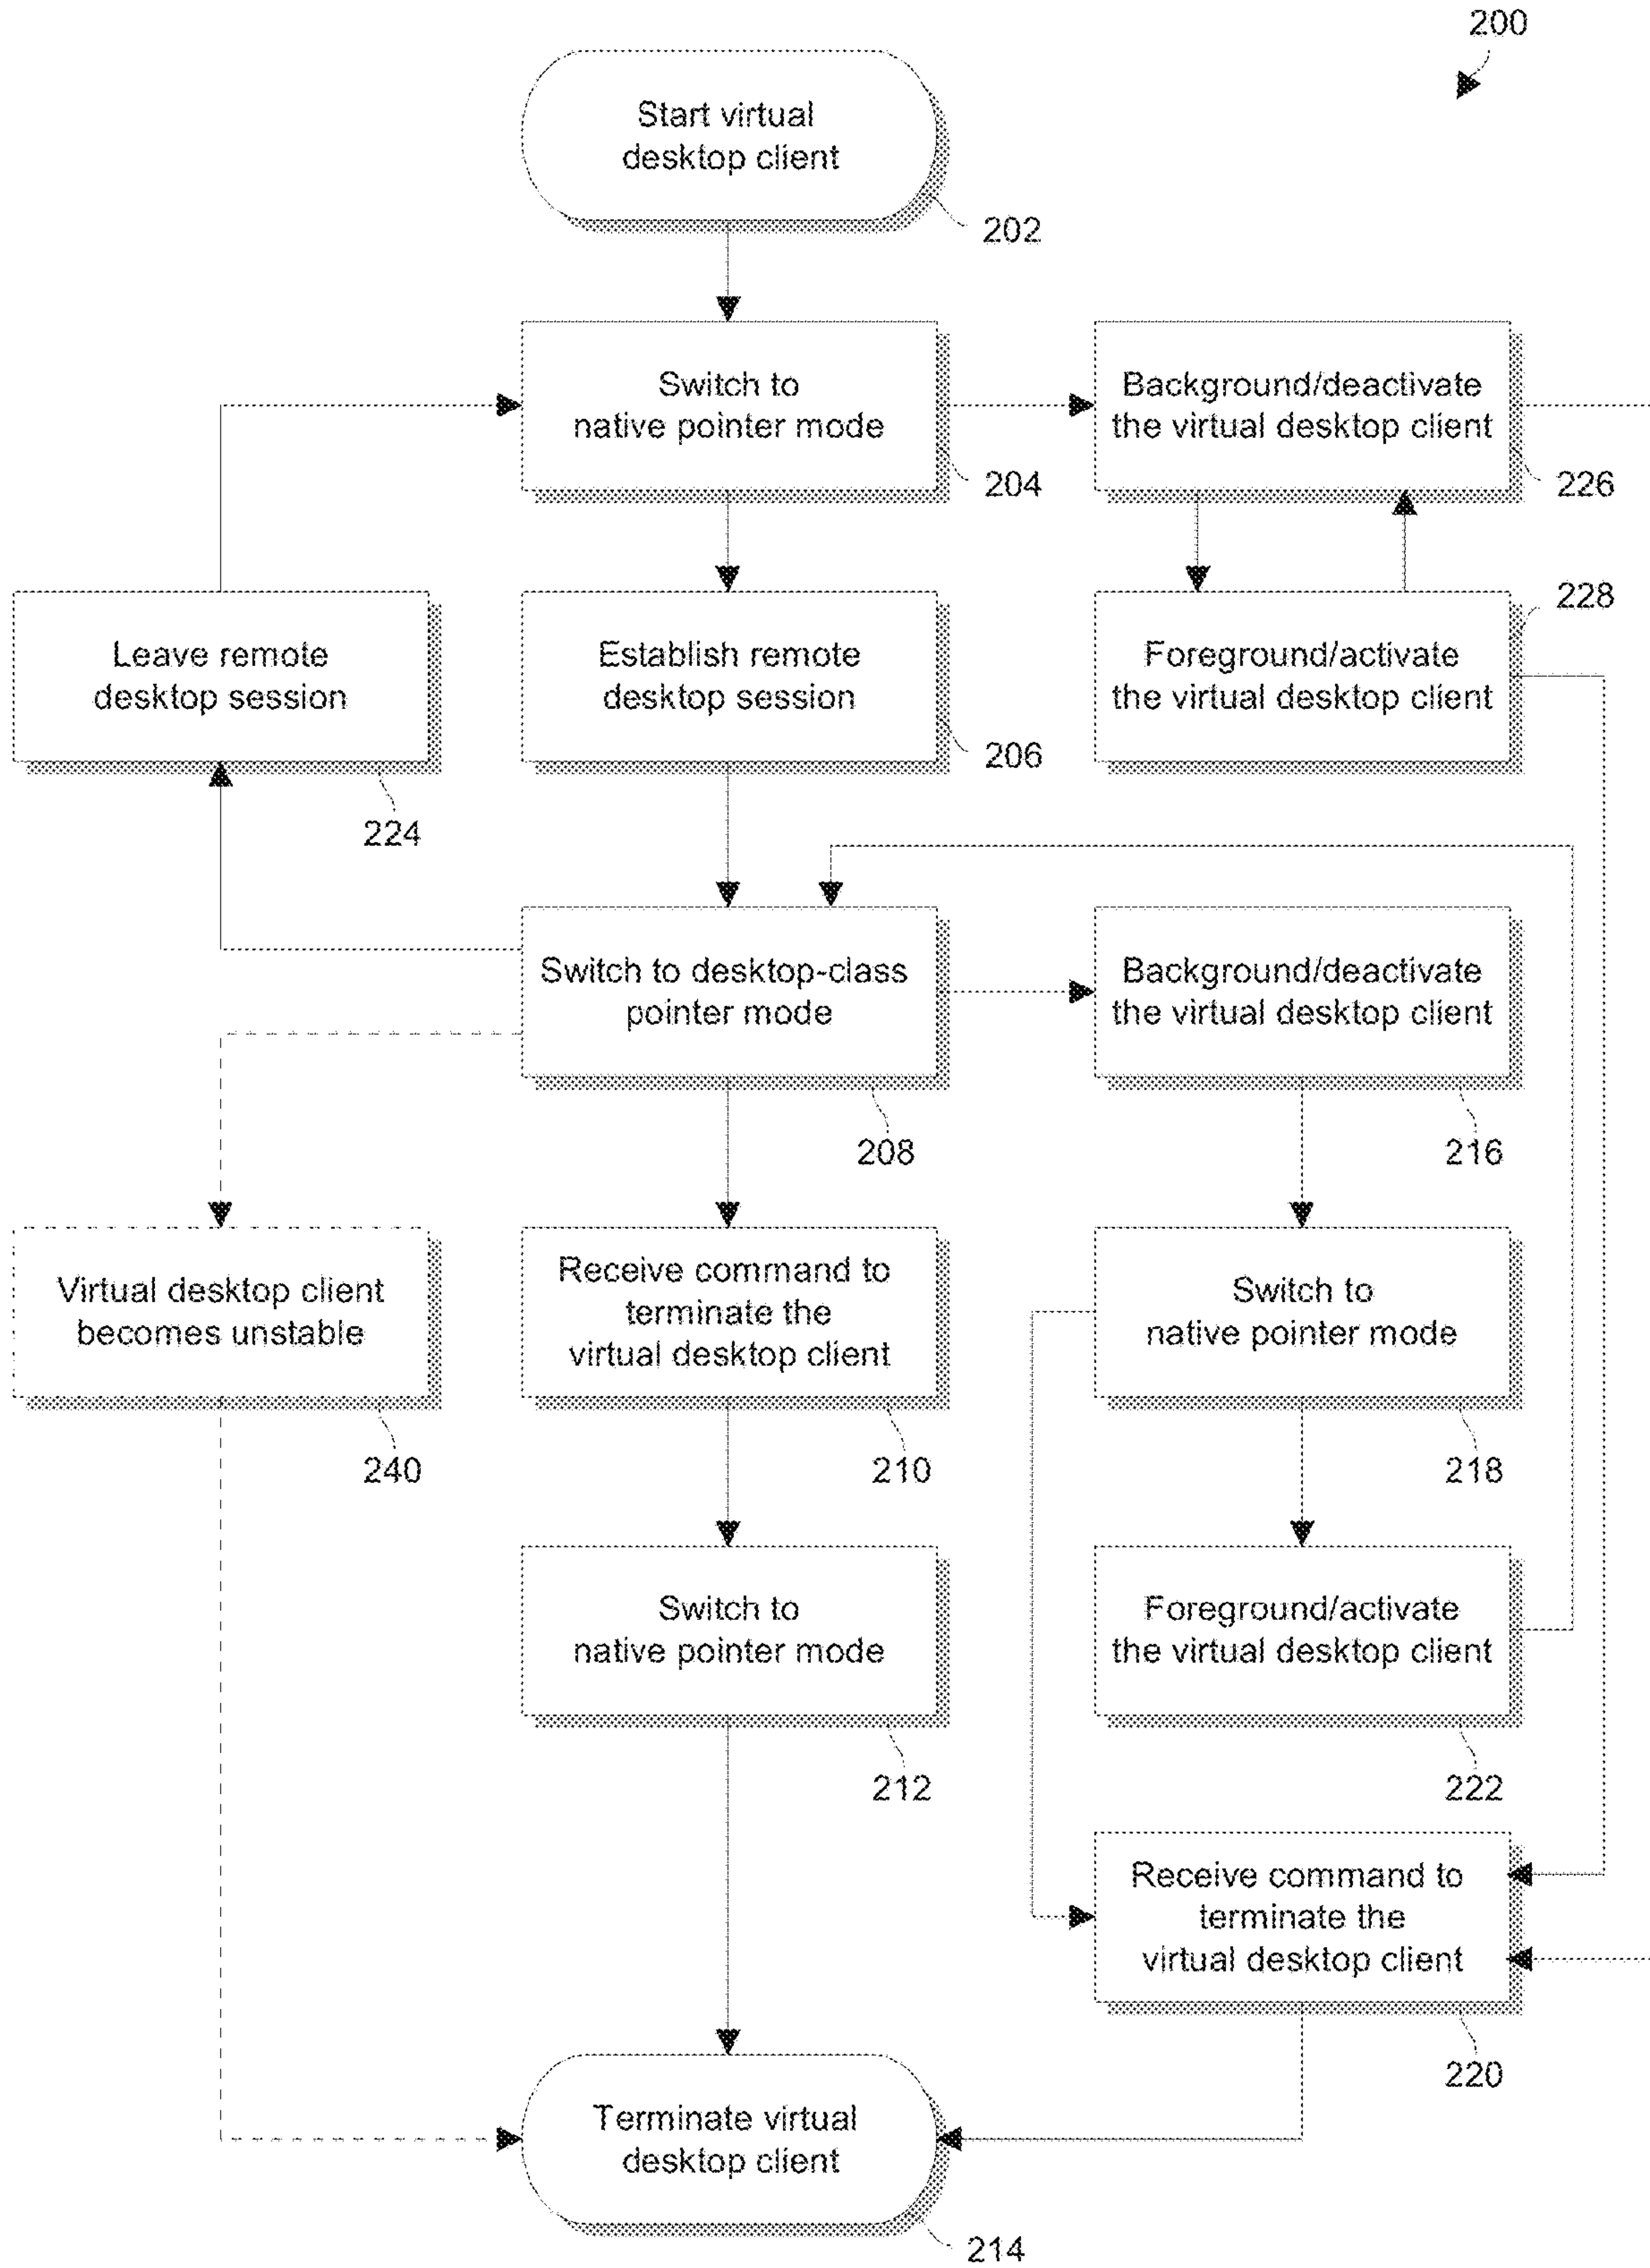 200
Start virtual
desktop client
202
Switch to
native pointer mode
204
Background/deactivate
the virtual desktop client
226
Leave remote
desktop session
224
Establish remote
desktop session
206
Foreground/activate
the virtual desktop client
228
Switch to desktop-class
pointer mode
208
Background/deactivate
the virtual desktop client
216
Virtual desktop client
becomes unstable
240
Receive command to
terminate the
virtual desktop client
210
Switch to
native pointer mode
218
Switch to
native pointer mode
212
Foreground/activate
the virtual desktop client
222
Receive command to
terminate the
virtual desktop client
220
Terminate virtual
desktop client
214